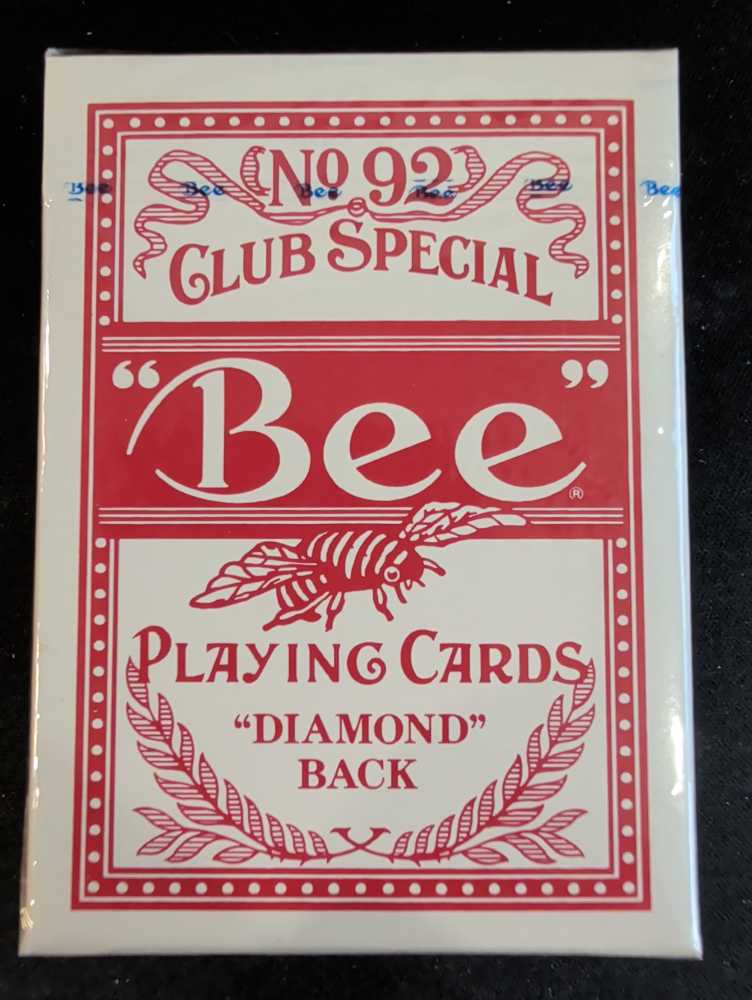 No 92
Bee Bee Bee Bee Bee Bee
CLUB SPECIAL
“Bee”®
PLAYING CARDS
“DIAMOND”
BACK